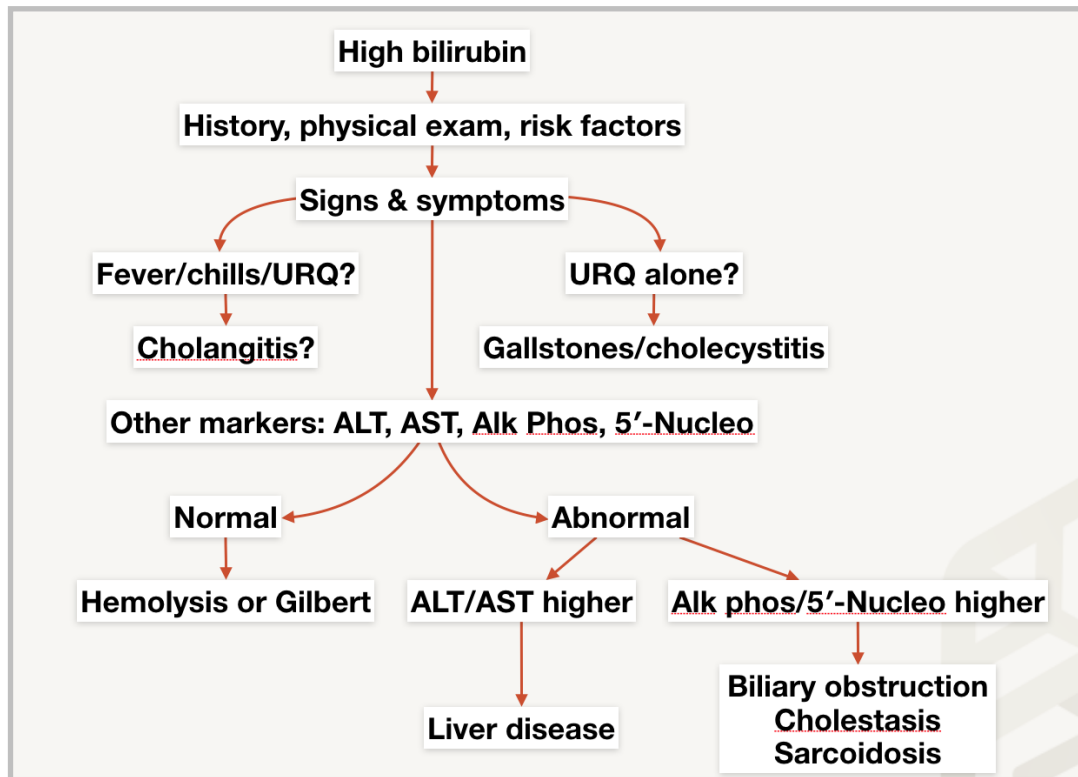 High bilirubin
History, physical exam, risk factors
Signs & symptoms
Fever/chills/URQ?
URQ alone?
Cholangitis?
Gallstones/cholecystitis
Other markers: ALT, AST, Alk Phos, 5′-Nucleo
Normal
Abnormal
Hemolysis or Gilbert
ALT/AST higher
Alk phos/5′-Nucleo higher
Liver disease
Biliary obstruction
Cholestasis
Sarcoidosis